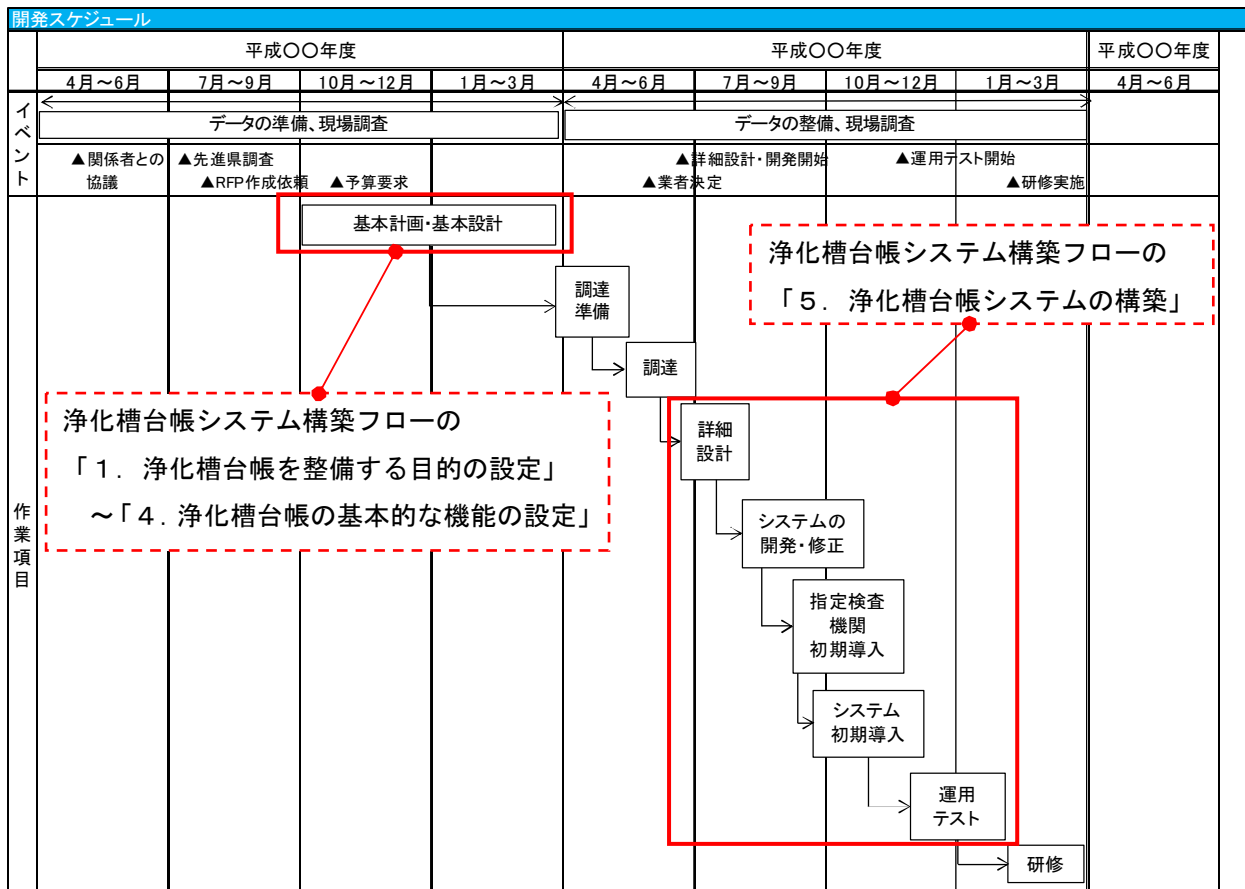 開発スケジュール
平成〇〇年度
平成〇〇年度
平成〇〇年度
4月～6月
7月～9月
10月～12月
1月～3月
4月～6月
7月～9月
10月～12月
1月～3月
4月～6月
イベント
データの準備、現場調査
データの整備、現場調査
▲関係者との
協議
▲先進県調査
▲RFP作成依頼
▲予算要求
▲詳細設計・開発開始
▲業者決定
▲運用テスト開始
▲研修実施
作業項目
基本計画・基本設計
浄化槽台帳システム構築フローの
「５．浄化槽台帳システムの構築」
調達
準備
調達
浄化槽台帳システム構築フローの
「１．浄化槽台帳を整備する目的の設定」
～「４．浄化槽台帳の基本的な機能の設定」
詳細
設計
システムの
開発・修正
指定検査
機関
初期導入
システム
初期導入
運用
テスト
研修